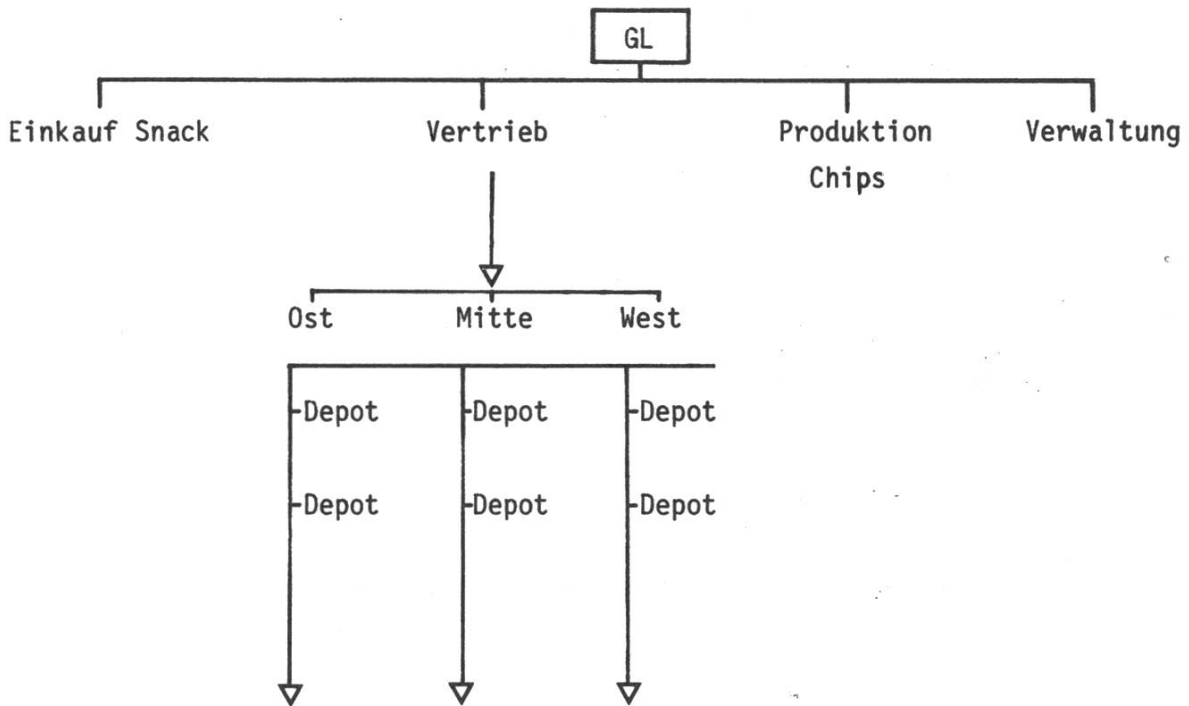 GL
Einkauf Snack Vertrieb Produktion Verwaltung
Chips
Ost Mitte West
Depot Depot Depot
Depot Depot Depot